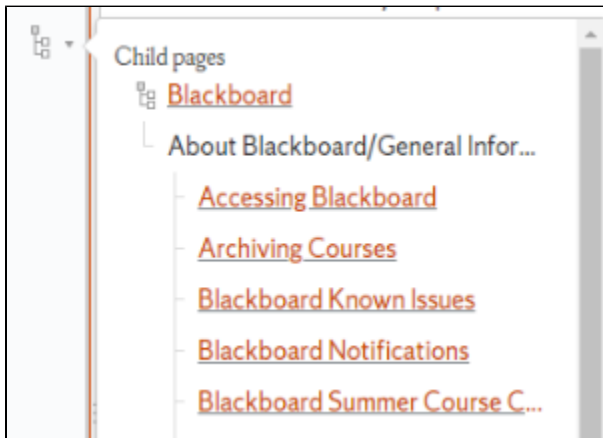 Child pages
Blackboard
About Blackboard/General Infor...
Accessing Blackboard
Archiving Courses
Blackboard Known Issues
Blackboard Notifications
Blackboard Summer Course C...